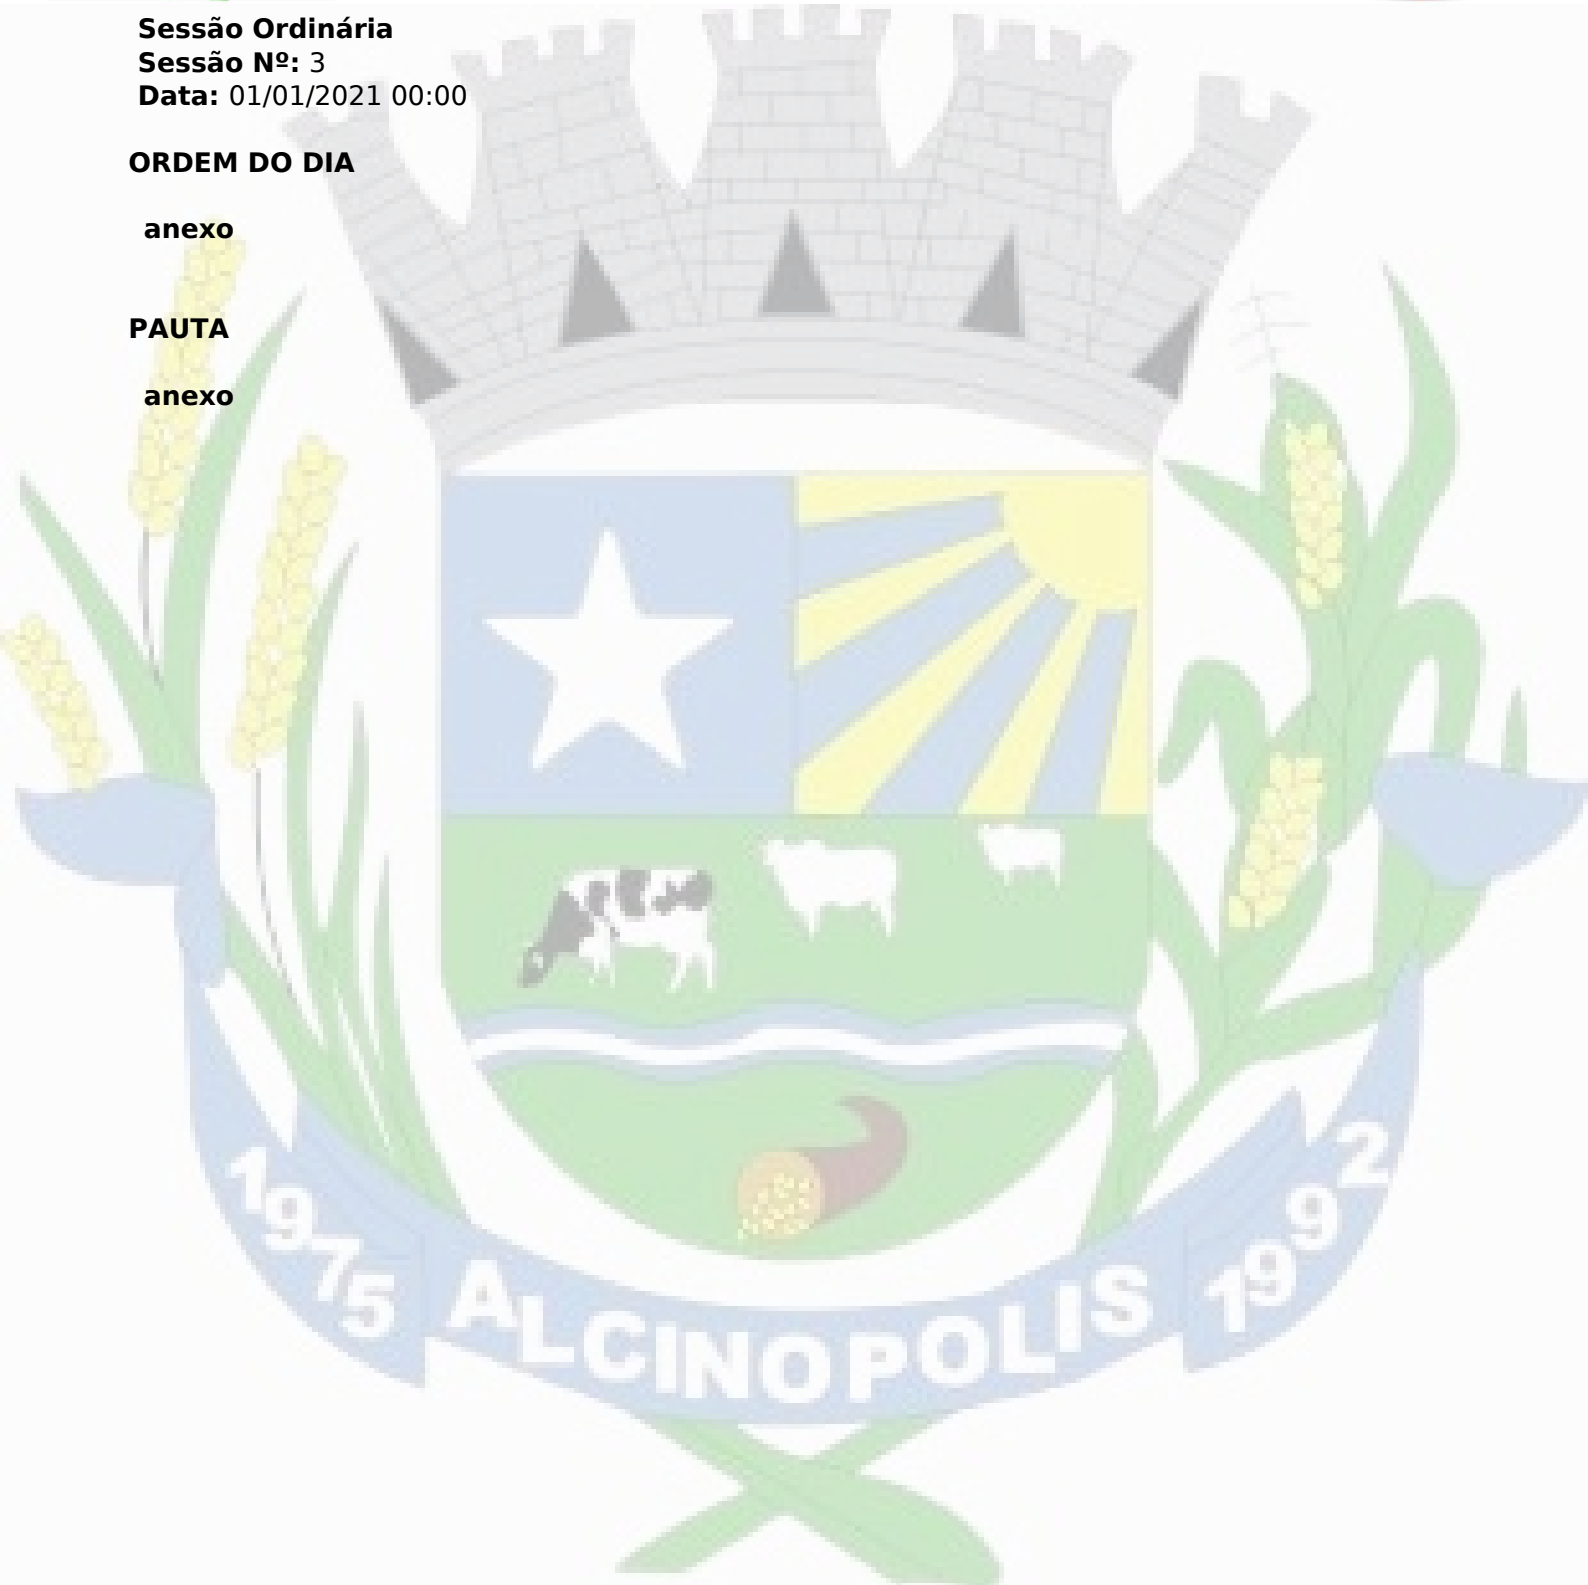 Sessão Ordinária
Sessão Nº: 3
Data: 01/01/2021 00:00
ORDEM DO DIA
anexo
PAUTA
anexo
1975
ALCINOPOLIS
1992